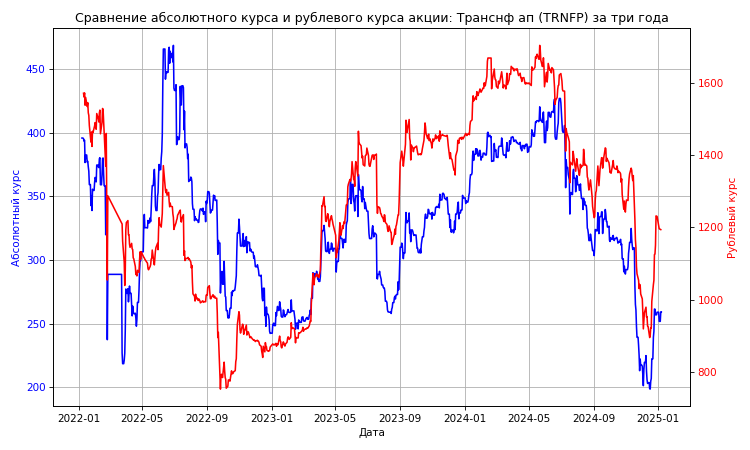 Сравнение абсолютного курса и рублевого курса акции: Транснф ап (TRNFP) за три года
Абсолютный курс
450
400
350
300
250
200
1600
1400
1200
1000
800
Рублевый курс
2022-01 2022-05 2022-09 2023-01 2023-05 2023-09 2024-01 2024-05 2024-09 2025-01
Дата